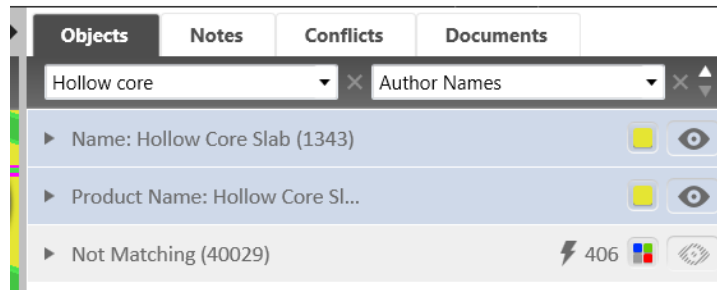 Objects Notes Conflicts Documents
Hollow core Author Names
Name: Hollow Core Slab (1343)
Product Name: Hollow Core Sl...
Not Matching (40029) 406